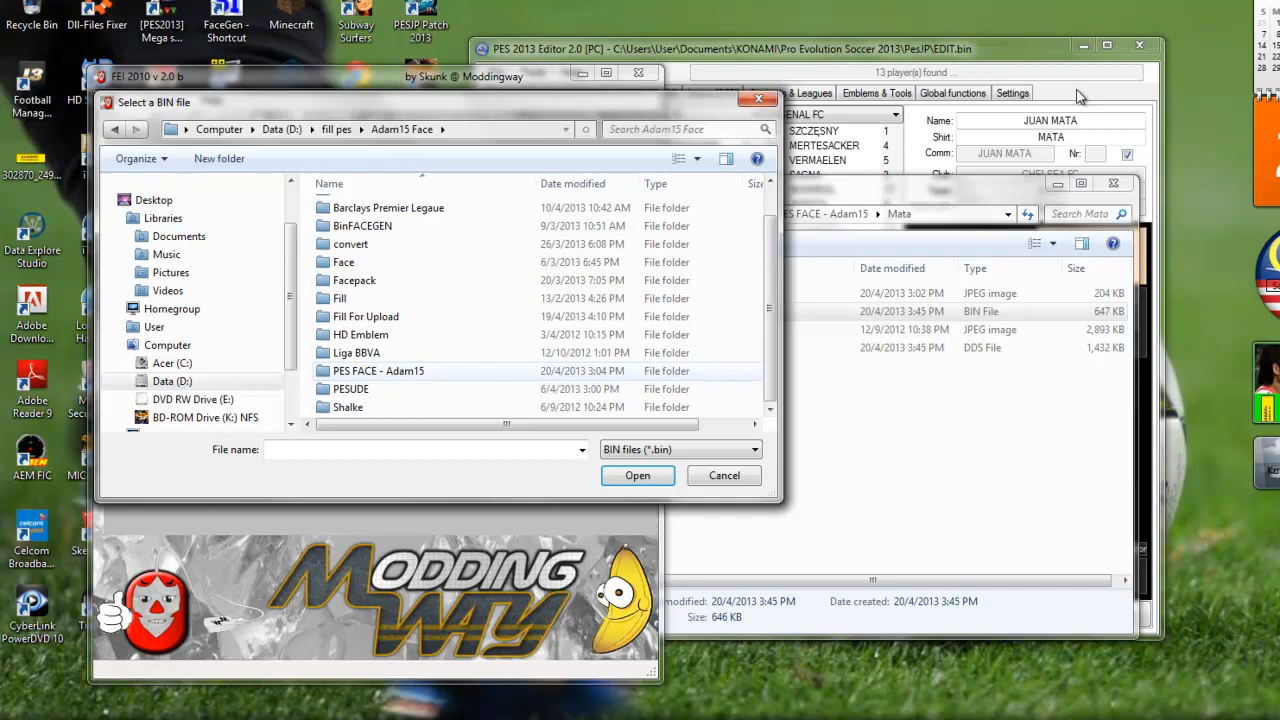 Recycle Bin
Dll-Files Fixer
[PES2013] Mega s...
FaceGen - Shortcut
Minecraft
Subway Surfers
PESJP Patch 2013
Football Manag...
HD S
302870_249...
Data Explore Studio
Adobe Downlo...
Adobe Reader 9
AEM FIC
MIC
Celcom Broadba...
Ske
CyberLink PowerDVD 10
PES 2013 Editor 2.0 [PC] - C:\Users\User\Documents\KONAMI\Pro Evolution Soccer 2013\PesJP\EDIT.bin
13 player(s) found ...
& Leagues
Emblems & Tools
Global functions
Settings
ENAL FC
SZCZĘSNY 1
MERTESACKER 4
VERMAELEN 5
SAGNA
Name: JUAN MATA
Shirt: MATA
Comm: JUAN MATA Nr:
Club: CHELSEA FC
FEI 2010 v 2.0 b
by Skunk @ Moddingway
Select a BIN file
Computer
Data (D:)
fill pes
Adam15 Face
Search Adam15 Face
Organize
New folder
Name
Date modified
Type
Size
Desktop
Libraries
Documents
Music
Pictures
Videos
Homegroup
User
Computer
Acer (C:)
Data (D:)
DVD RW Drive (E:)
BD-ROM Drive (K:) NFS
Barclays Premier Legaue 10/4/2013 10:42 AM File folder
BinFACEGEN 9/3/2013 10:51 AM File folder
convert 26/3/2013 6:08 PM File folder
Face 6/3/2013 6:45 PM File folder
Facepack 20/3/2013 7:05 PM File folder
Fill 13/2/2013 4:26 PM File folder
Fill For Upload 19/4/2013 4:10 PM File folder
HD Emblem 3/4/2012 10:15 PM File folder
Liga BBVA 12/10/2012 1:01 PM File folder
PES FACE - Adam15 20/4/2013 3:04 PM File folder
PESUDE 6/4/2013 3:00 PM File folder
Shalke 6/9/2012 10:24 PM File folder
File name:
BIN files (*.bin)
Open
Cancel
ES FACE - Adam15
Mata
Search Mata
Date modified
Type
Size
20/4/2013 3:02 PM JPEG image 204 KB
20/4/2013 3:45 PM BIN File 647 KB
12/9/2012 10:38 PM JPEG image 2,893 KB
20/4/2013 3:45 PM DDS File 1,432 KB
modified: 20/4/2013 3:45 PM
Date created: 20/4/2013 3:45 PM
Size: 646 KB
MODDING
WAY
S M